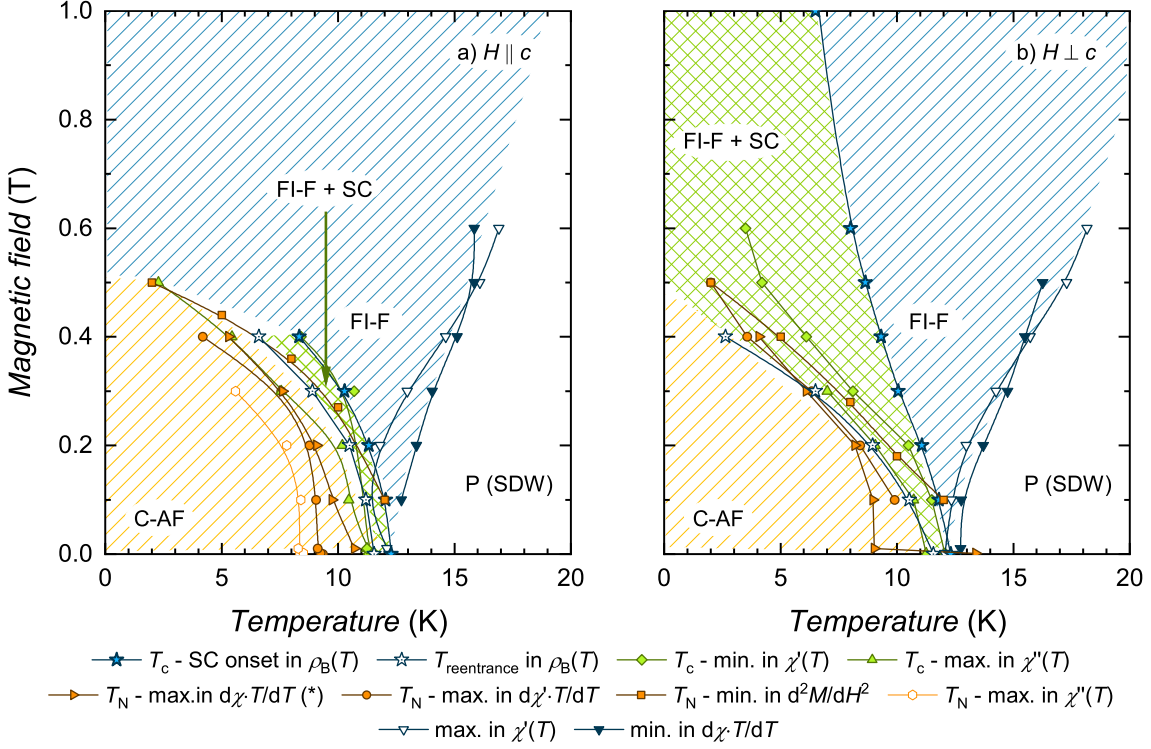 1.0
0.8
0.6
0.4
0.2
0.0
Magnetic field (T)
a) H ∥ c
FI-F + SC
FI-F
P (SDW)
C-AF
0 5 10 15 20
Temperature (K)
b) H ⊥ c
FI-F + SC
FI-F
P (SDW)
C-AF
0 5 10 15 20
Temperature (K)
Tc - SC onset in ρB(T) Treentrance in ρB(T) Tc - min. in χ'(T) Tc - max. in χ''(T)
TN - max.in dχ·T/dT (*) TN - max. in dχ'·T/dT TN - min. in d²M/dH² TN - max. in χ''(T)
max. in χ'(T) min. in dχ·T/dT